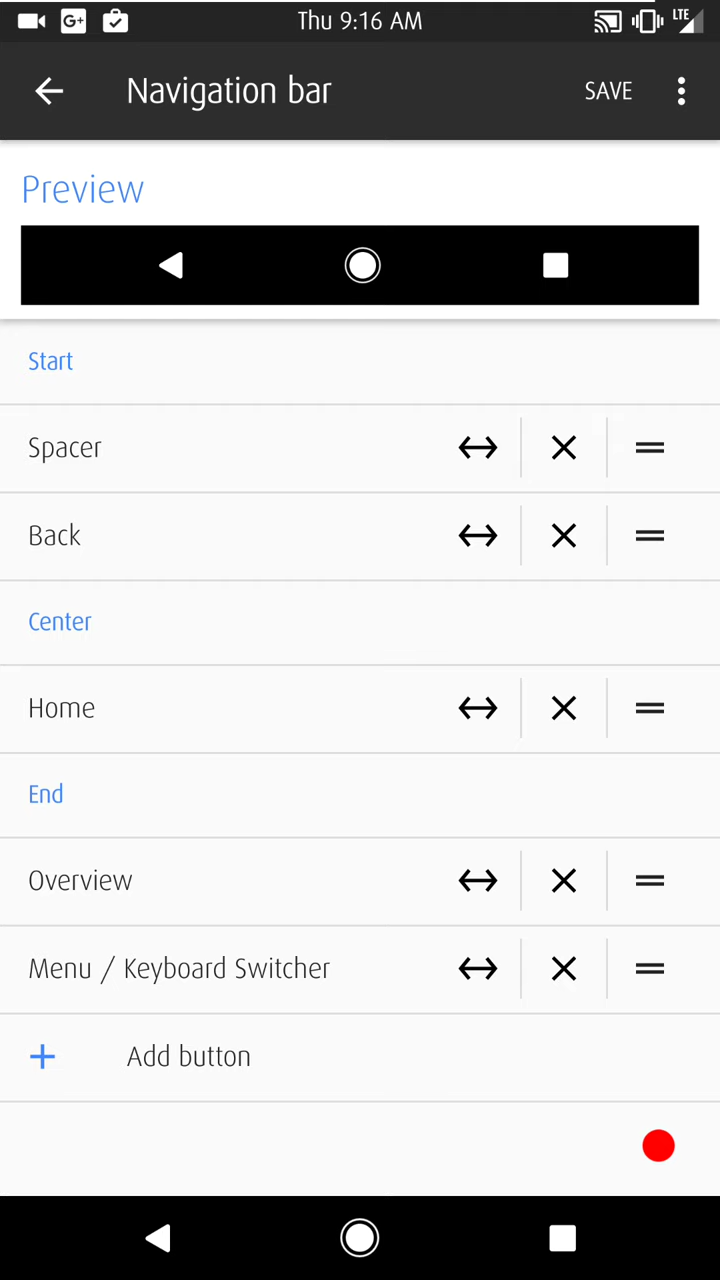 G+
Thu 9:16 AM
LTE
Navigation bar
SAVE
Preview
Start
Spacer
Back
Center
Home
End
Overview
Menu / Keyboard Switcher
Add button